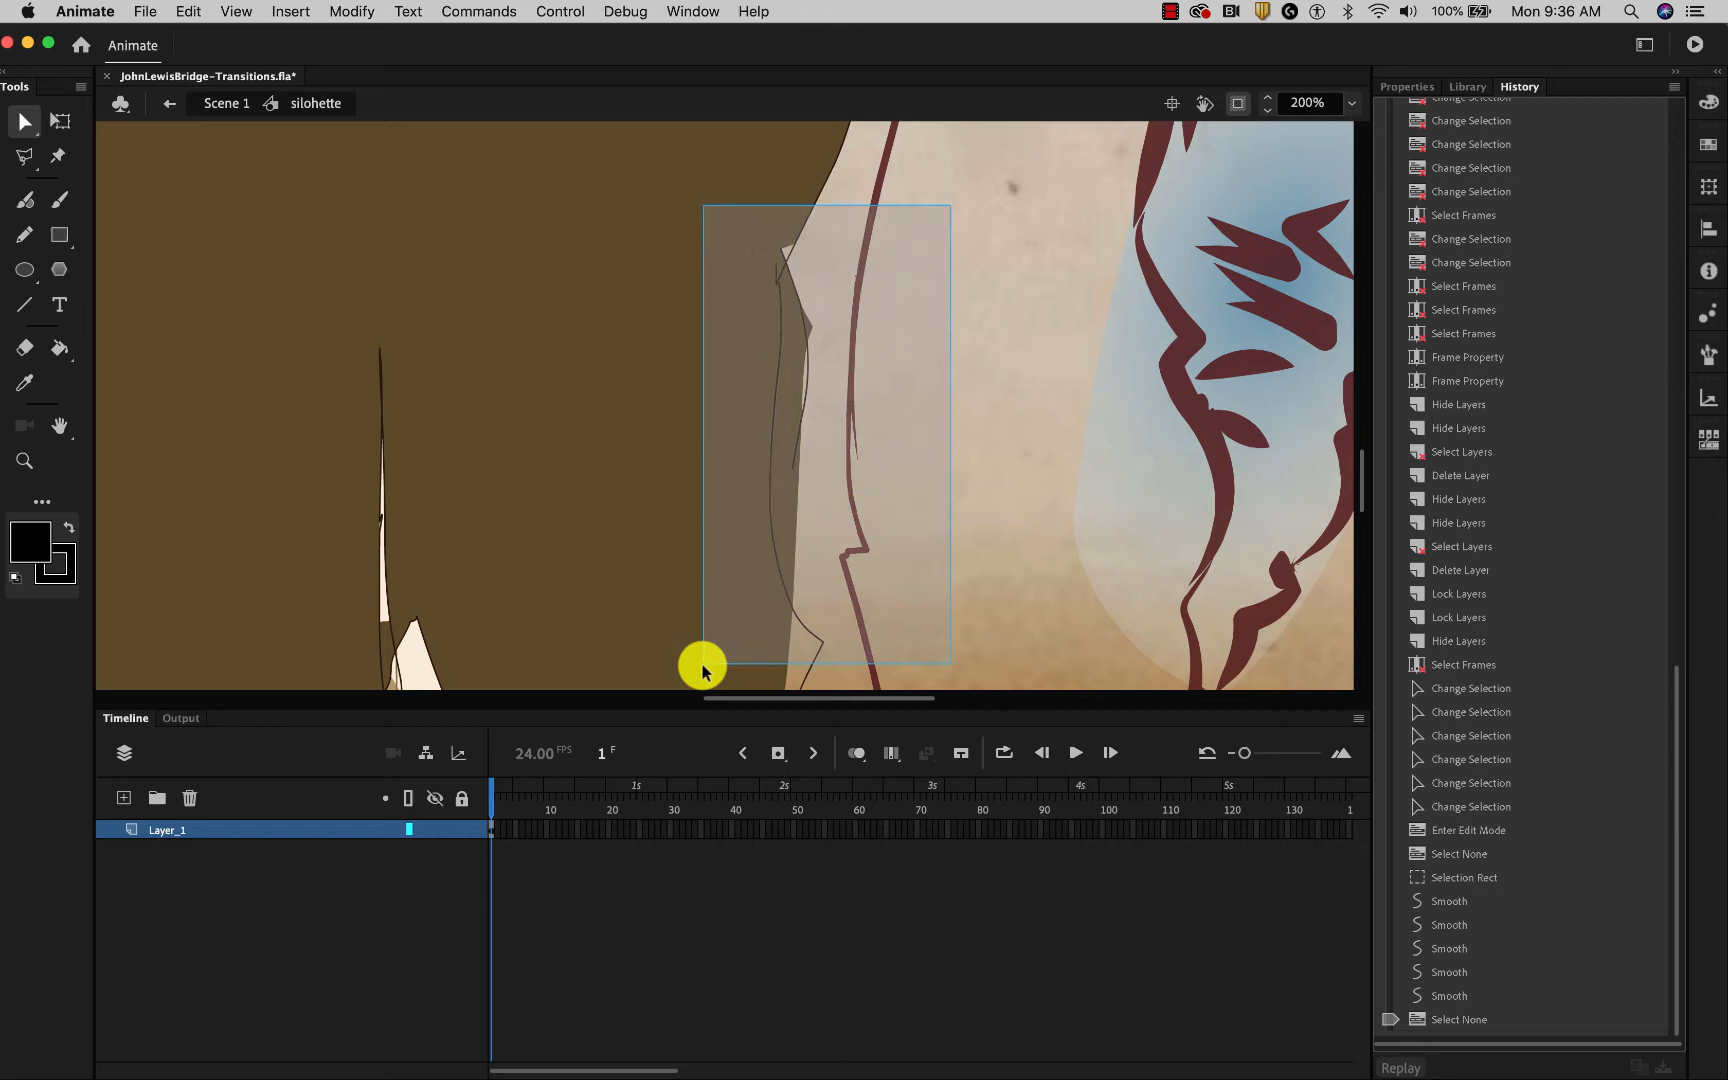 Animate File Edit View Insert Modify Text Commands Control Debug Window Help 100% Mon 9:36 AM
Animate
Tools
JohnLewisBridge-Transitions.fla*
Properties Library History
Scene 1 silohette 200%
Change Selection
Change Selection
Change Selection
Change Selection
Change Selection
Select Frames
Change Selection
Change Selection
Select Frames
Select Frames
Select Frames
Frame Property
Frame Property
Hide Layers
Hide Layers
Select Layers
Delete Layer
Hide Layers
Hide Layers
Select Layers
Delete Layer
Lock Layers
Lock Layers
Hide Layers
Select Frames
Change Selection
Change Selection
Change Selection
Change Selection
Change Selection
Change Selection
Enter Edit Mode
Select None
Selection Rect
Smooth
Smooth
Smooth
Smooth
Smooth
Select None
Replay
Timeline Output
24.00 FPS 1 F
1s 2s 3s 4s 5s
10 20 30 40 50 60 70 80 90 100 110 120 130 1
Layer_1